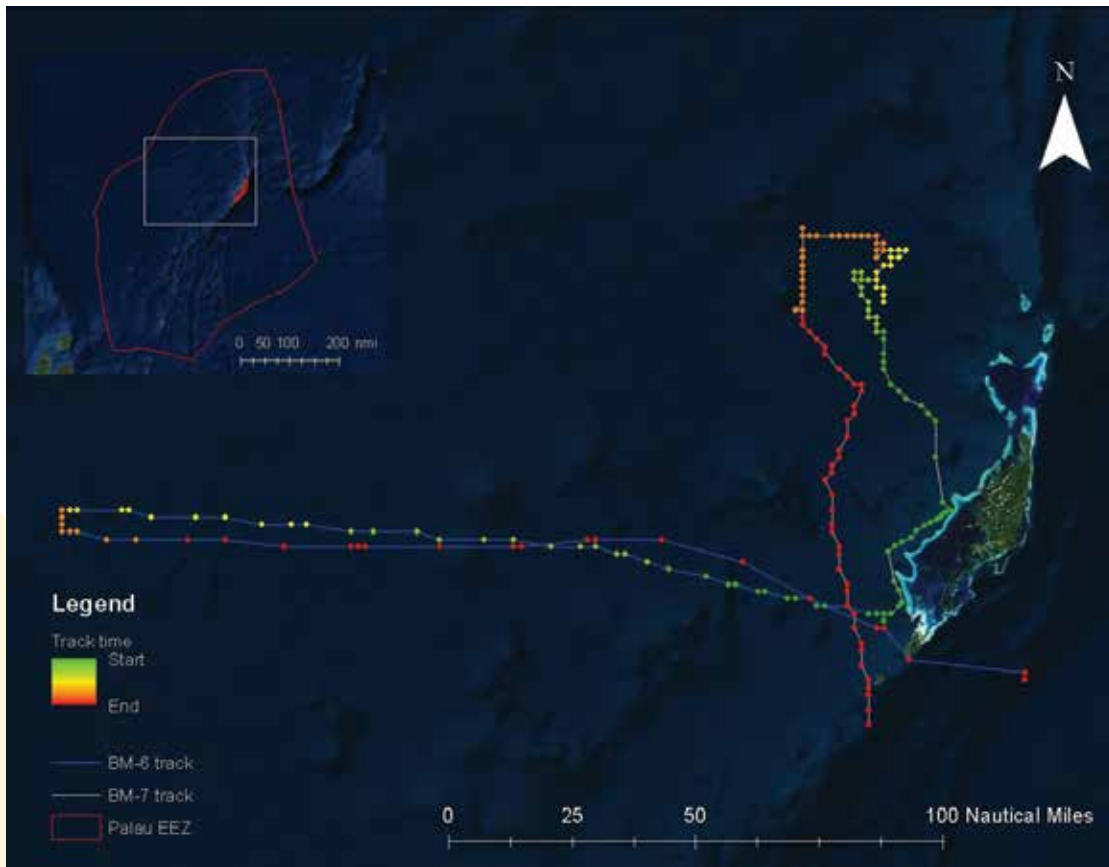 N
0 50 100 200 nmi
Legend
Track time
Start
End
BM-6 track
BM-7 track
Palau EEZ
0 25 50 100 Nautical Miles